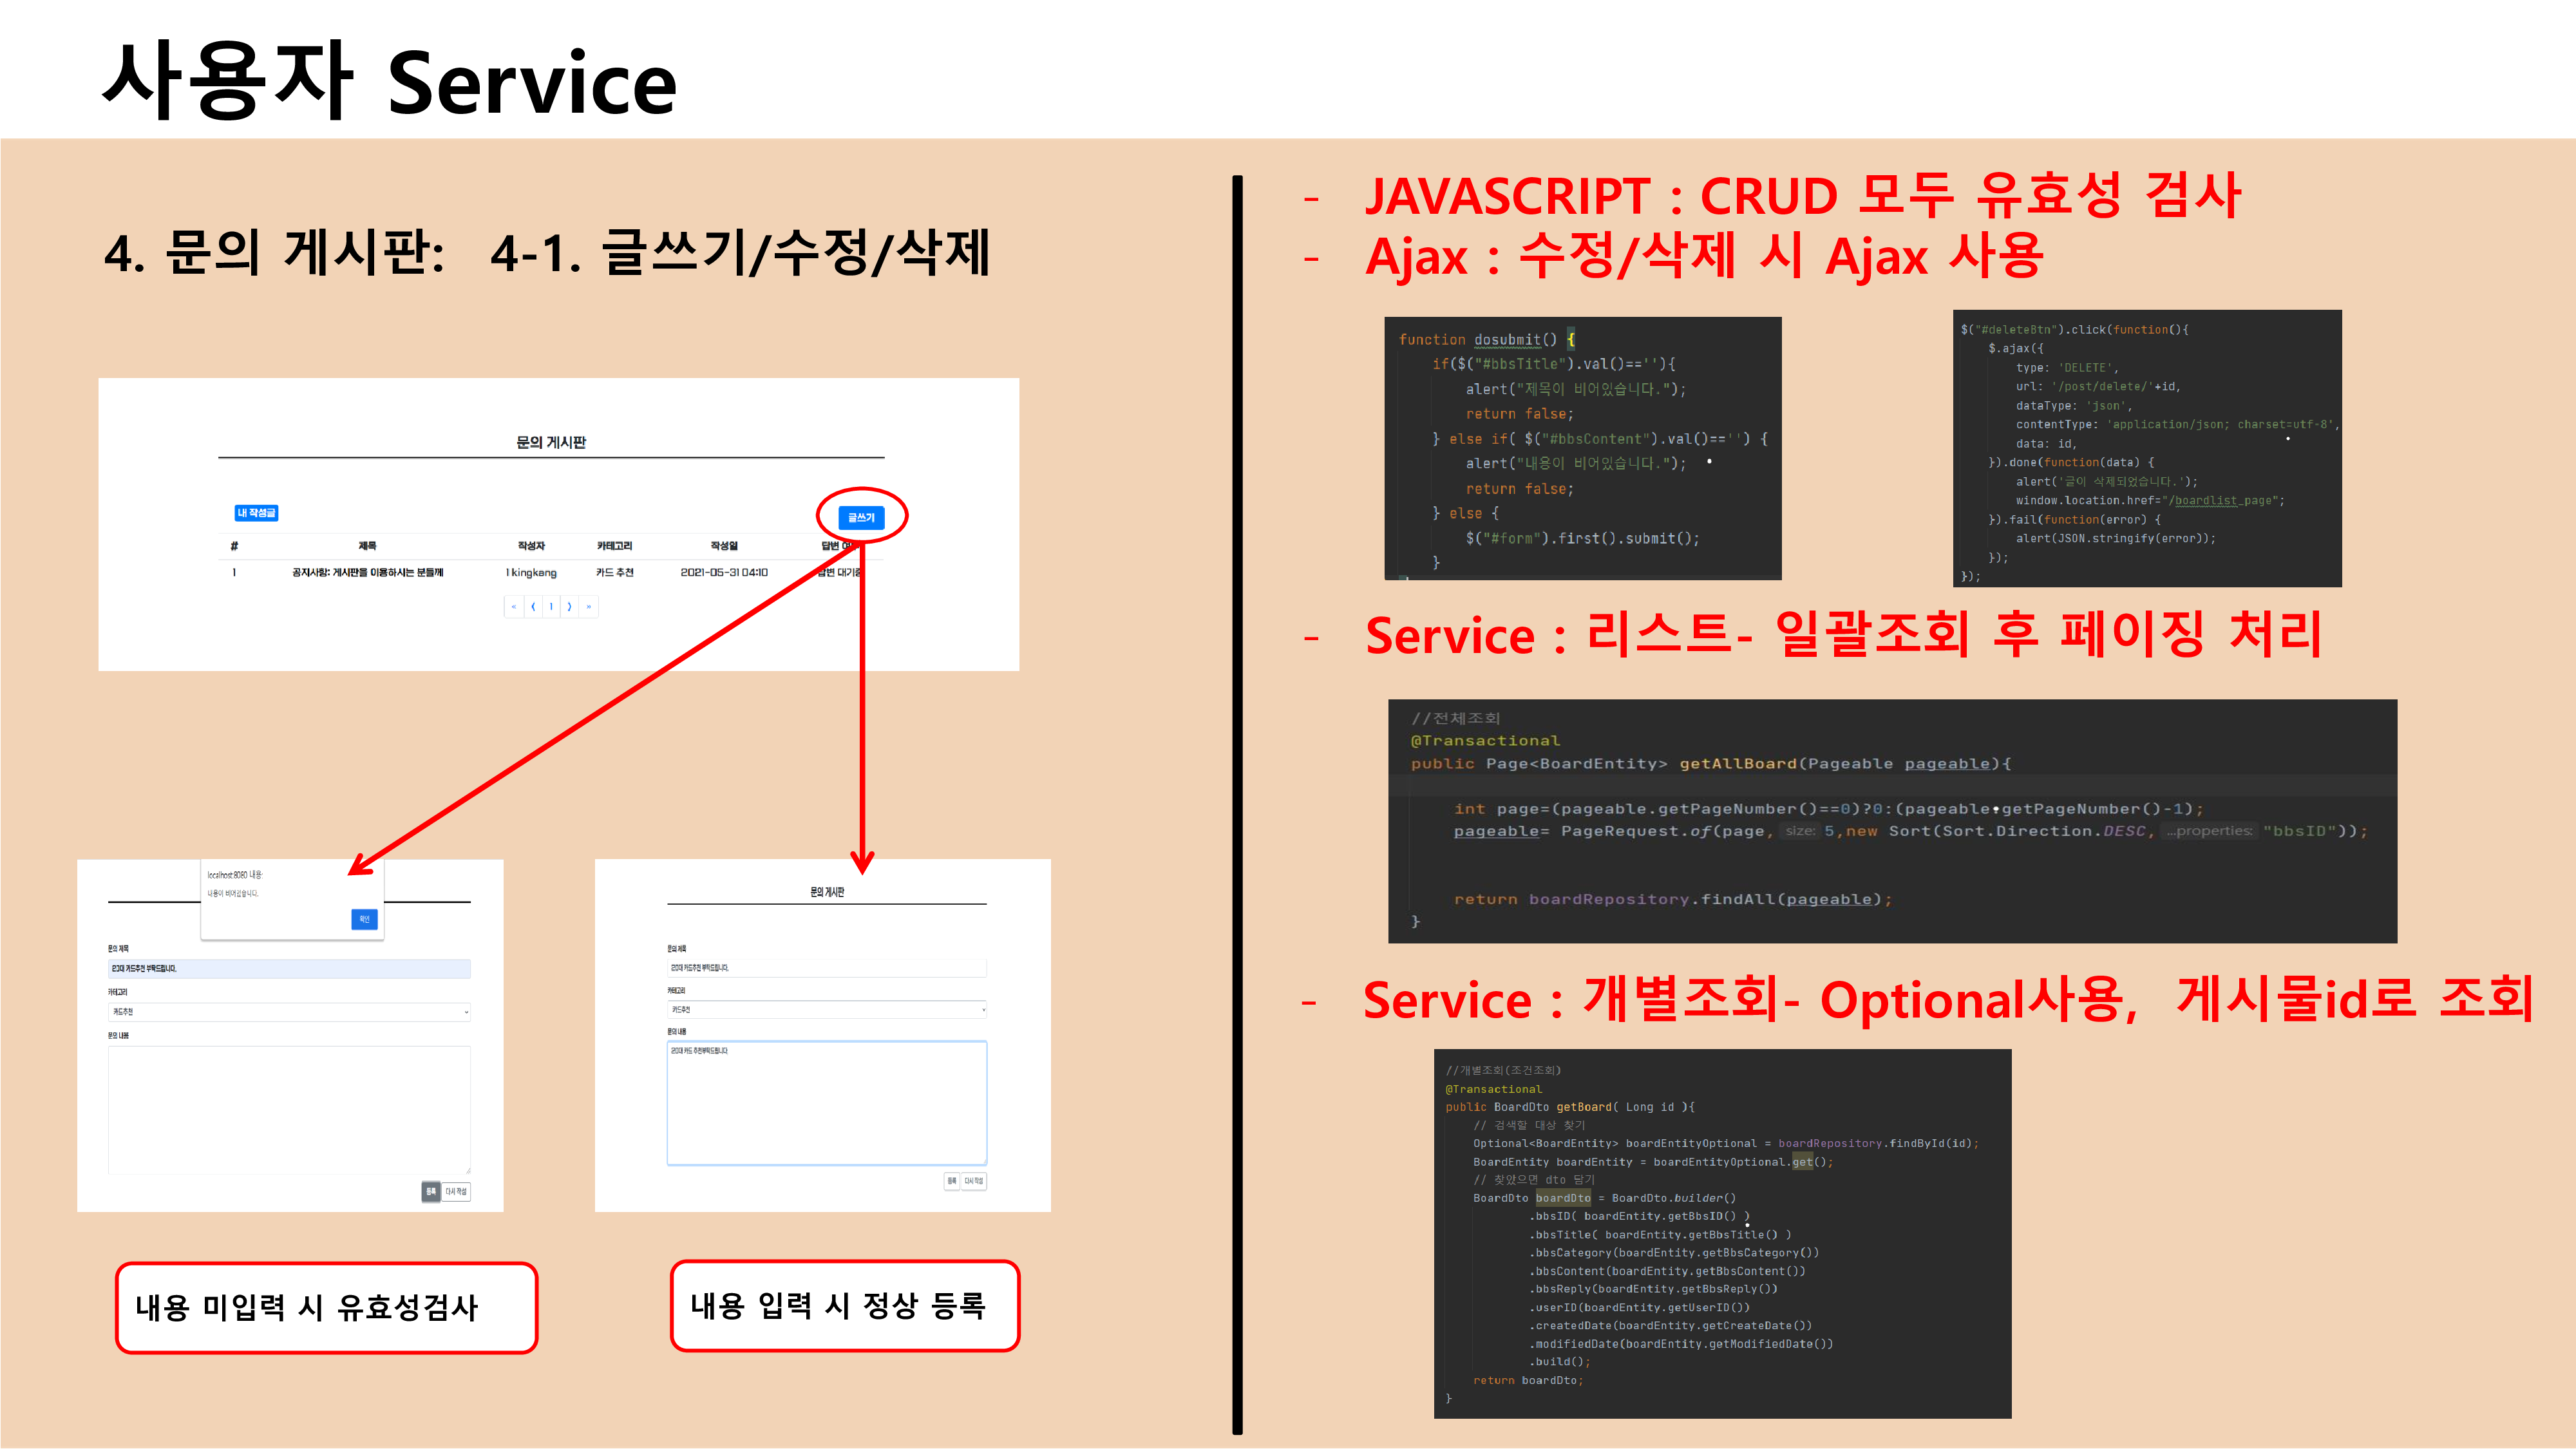 사용자 Service
4. 문의 게시판: 4-1. 글쓰기/수정/삭제
문의 게시판
내 작성글
글쓰기
# 제목 작성자 카테고리 작성일 답변
1 공지사항: 게시판을 이용하시는 분들께 1 kingkang 카드 추천 2021-05-31 04:10 답변 대기중
« ⟨ 1 ⟩ »
localhost:8080 내용:
내용이 비어있습니다.
확인
문의 제목
20대 카드추천 부탁드립니다.
카테고리
카드추천
문의 내용
등록 다시 작성
내용 미입력 시 유효성검사
문의 게시판
문의 제목
20대 카드추천 부탁드립니다.
카테고리
카드추천
문의 내용
20대 카드 추천부탁드립니다.
등록 다시 작성
내용 입력 시 정상 등록
- JAVASCRIPT : CRUD 모두 유효성 검사
- Ajax : 수정/삭제 시 Ajax 사용
function dosubmit() {
if($("#bbsTitle").val()==''){
alert("제목이 비어있습니다.");
return false;
} else if( $("#bbsContent").val()=='') {
alert("내용이 비어있습니다.");
return false;
} else {
$("#form").first().submit();
}
$("#deleteBtn").click(function(){
$.ajax({
type: 'DELETE',
url: '/post/delete/'+id,
dataType: 'json',
contentType: 'application/json; charset=utf-8',
data: id,
}).done(function(data) {
alert('글이 삭제되었습니다.');
window.location.href="/boardlist_page";
}).fail(function(error) {
alert(JSON.stringify(error));
});
});
- Service : 리스트- 일괄조회 후 페이징 처리
//전체조회
@Transactional
public Page<BoardEntity> getAllBoard(Pageable pageable){
int page=(pageable.getPageNumber()==0)?0:(pageable.getPageNumber()-1);
pageable= PageRequest.of(page, size: 5,new Sort(Sort.Direction.DESC, ...properties: "bbsID"));
return boardRepository.findAll(pageable);
}
- Service : 개별조회- Optional사용, 게시물id로 조회
//개별조회(조건조회)
@Transactional
public BoardDto getBoard( Long id ){
// 검색할 대상 찾기
Optional<BoardEntity> boardEntityOptional = boardRepository.findById(id);
BoardEntity boardEntity = boardEntityOptional.get();
// 찾았으면 dto 담기
BoardDto boardDto = BoardDto.builder()
.bbsID( boardEntity.getBbsID() )
.bbsTitle( boardEntity.getBbsTitle() )
.bbsCategory(boardEntity.getBbsCategory())
.bbsContent(boardEntity.getBbsContent())
.bbsReply(boardEntity.getBbsReply())
.userID(boardEntity.getUserID())
.createdDate(boardEntity.getCreateDate())
.modifiedDate(boardEntity.getModifiedDate())
.build();
return boardDto;
}